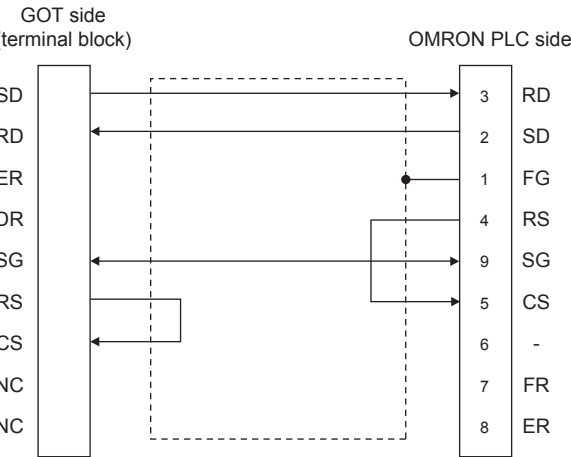 GOT side
(terminal block)
OMRON PLC side
SD 3 RD
RD 2 SD
ER 1 FG
DR 4 RS
SG 9 SG
RS 5 CS
CS 6 -
NC 7 FR
NC 8 ER